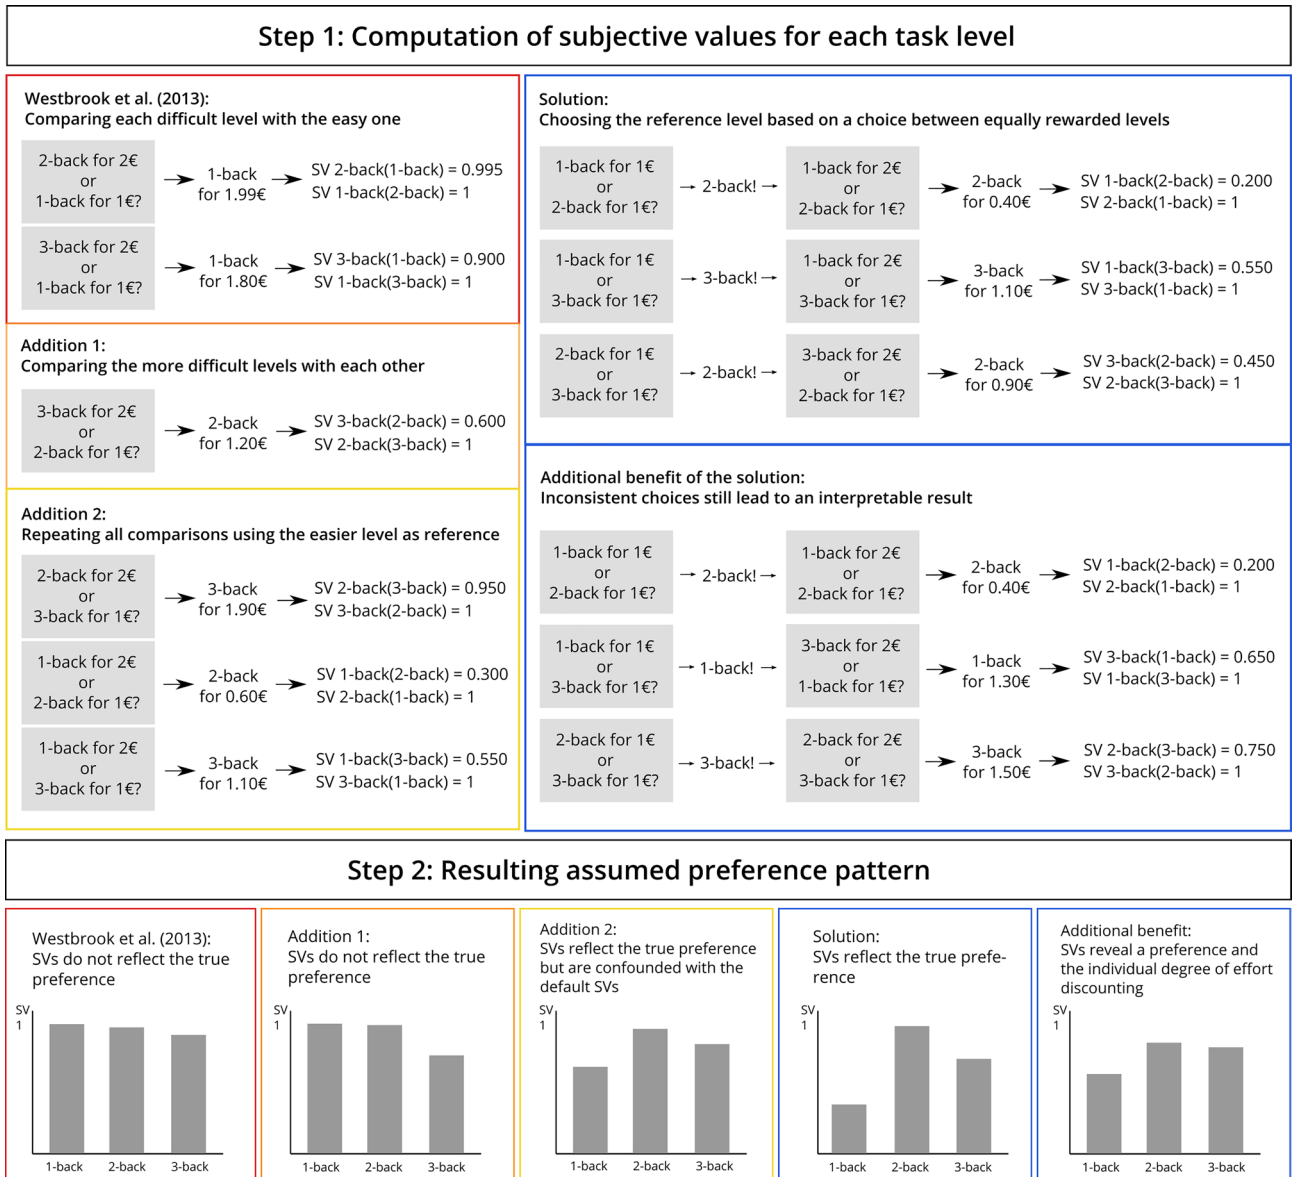 Step 1: Computation of subjective values for each task level
Westbrook et al. (2013):
Comparing each difficult level with the easy one
2-back for 2€
or
1-back for 1€?
1-back
for 1.99€
SV 2-back(1-back) = 0.995
SV 1-back(2-back) = 1
3-back for 2€
or
1-back for 1€?
1-back
for 1.80€
SV 3-back(1-back) = 0.900
SV 1-back(3-back) = 1
Addition 1:
Comparing the more difficult levels with each other
3-back for 2€
or
2-back for 1€?
2-back
for 1.20€
SV 3-back(2-back) = 0.600
SV 2-back(3-back) = 1
Addition 2:
Repeating all comparisons using the easier level as reference
2-back for 2€
or
3-back for 1€?
3-back
for 1.90€
SV 2-back(3-back) = 0.950
SV 3-back(2-back) = 1
1-back for 2€
or
2-back for 1€?
2-back
for 0.60€
SV 1-back(2-back) = 0.300
SV 2-back(1-back) = 1
1-back for 2€
or
3-back for 1€?
3-back
for 1.10€
SV 1-back(3-back) = 0.550
SV 3-back(1-back) = 1
Solution:
Choosing the reference level based on a choice between equally rewarded levels
1-back for 1€
or
2-back for 1€?
2-back!
1-back for 2€
or
2-back for 1€?
2-back
for 0.40€
SV 1-back(2-back) = 0.200
SV 2-back(1-back) = 1
1-back for 1€
or
3-back for 1€?
3-back!
1-back for 2€
or
3-back for 1€?
3-back
for 1.10€
SV 1-back(3-back) = 0.550
SV 3-back(1-back) = 1
2-back for 1€
or
3-back for 1€?
2-back!
3-back for 2€
or
2-back for 1€?
2-back
for 0.90€
SV 3-back(2-back) = 0.450
SV 2-back(3-back) = 1
Additional benefit of the solution:
Inconsistent choices still lead to an interpretable result
1-back for 1€
or
2-back for 1€?
2-back!
1-back for 2€
or
2-back for 1€?
2-back
for 0.40€
SV 1-back(2-back) = 0.200
SV 2-back(1-back) = 1
1-back for 1€
or
3-back for 1€?
1-back!
3-back for 2€
or
1-back for 1€?
1-back
for 1.30€
SV 3-back(1-back) = 0.650
SV 1-back(3-back) = 1
2-back for 1€
or
3-back for 1€?
3-back!
2-back for 2€
or
3-back for 1€?
3-back
for 1.50€
SV 2-back(3-back) = 0.750
SV 3-back(2-back) = 1
Step 2: Resulting assumed preference pattern
Westbrook et al. (2013):
SVs do not reflect the true
preference
SV
1
1-back 2-back 3-back
Addition 1:
SVs do not reflect the true
preference
SV
1
1-back 2-back 3-back
Addition 2:
SVs reflect the true preference
but are confounded with the
default SVs
SV
1
1-back 2-back 3-back
Solution:
SVs reflect the true prefe-
rence
SV
1
1-back 2-back 3-back
Additional benefit:
SVs reveal a preference and
the individual degree of effort
discounting
SV
1
1-back 2-back 3-back